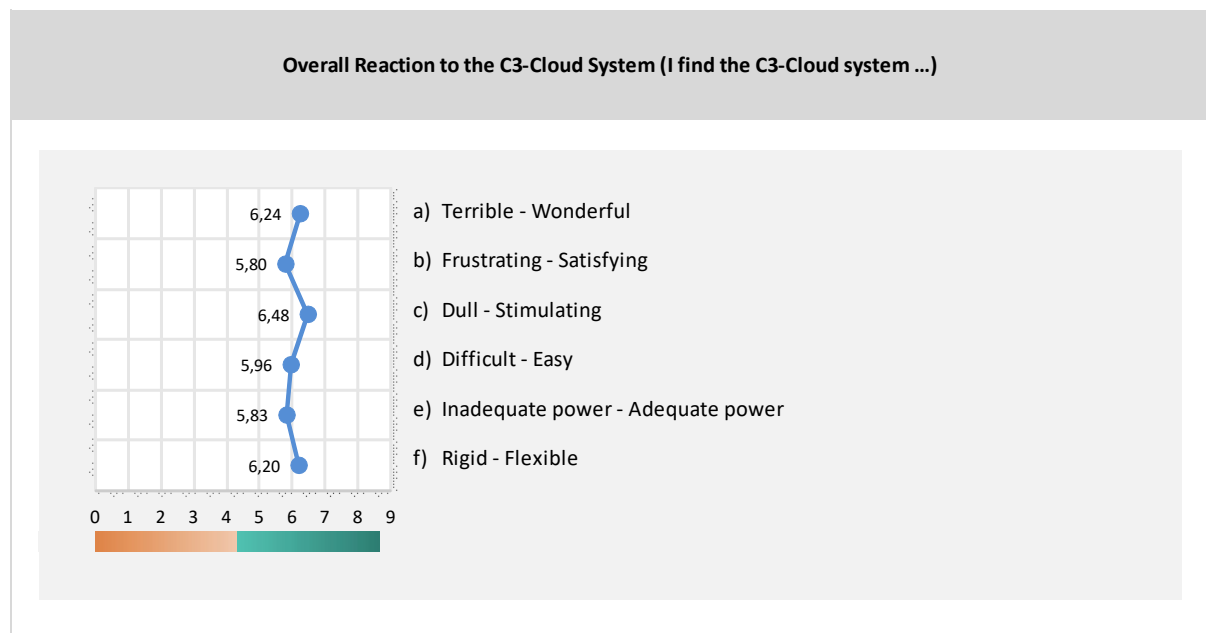 Overall Reaction to the C3-Cloud System (I find the C3-Cloud system ...)
6,24 a) Terrible - Wonderful
5,80 b) Frustrating - Satisfying
6,48 c) Dull - Stimulating
5,96 d) Difficult - Easy
5,83 e) Inadequate power - Adequate power
6,20 f) Rigid - Flexible
0 1 2 3 4 5 6 7 8 9